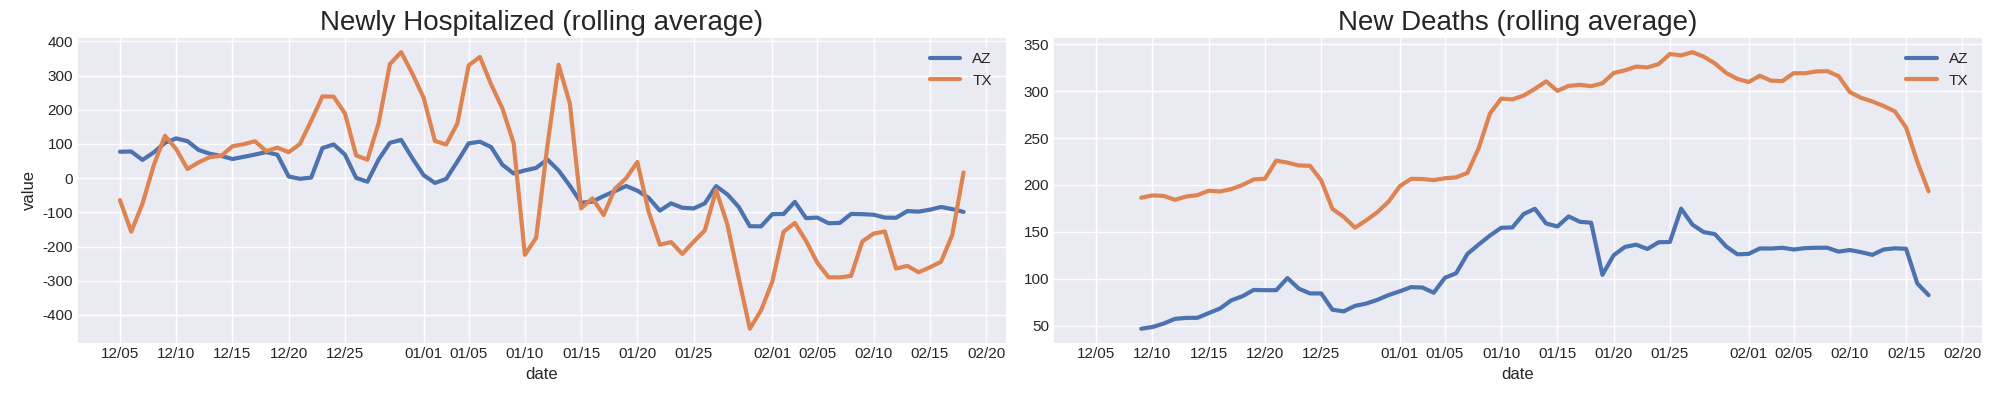 Newly Hospitalized (rolling average)
400
300
200
100
0
-100
-200
-300
-400
value
AZ
TX
12/05 12/10 12/15 12/20 12/25 01/01 01/05 01/10 01/15 01/20 01/25 02/01 02/05 02/10 02/15 02/20
date
New Deaths (rolling average)
350
300
250
200
150
100
50
AZ
TX
12/05 12/10 12/15 12/20 12/25 01/01 01/05 01/10 01/15 01/20 01/25 02/01 02/05 02/10 02/15 02/20
date